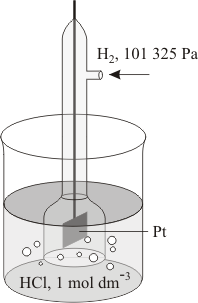 H₂, 101 325 Pa
Pt
HCl, 1 mol dm⁻³